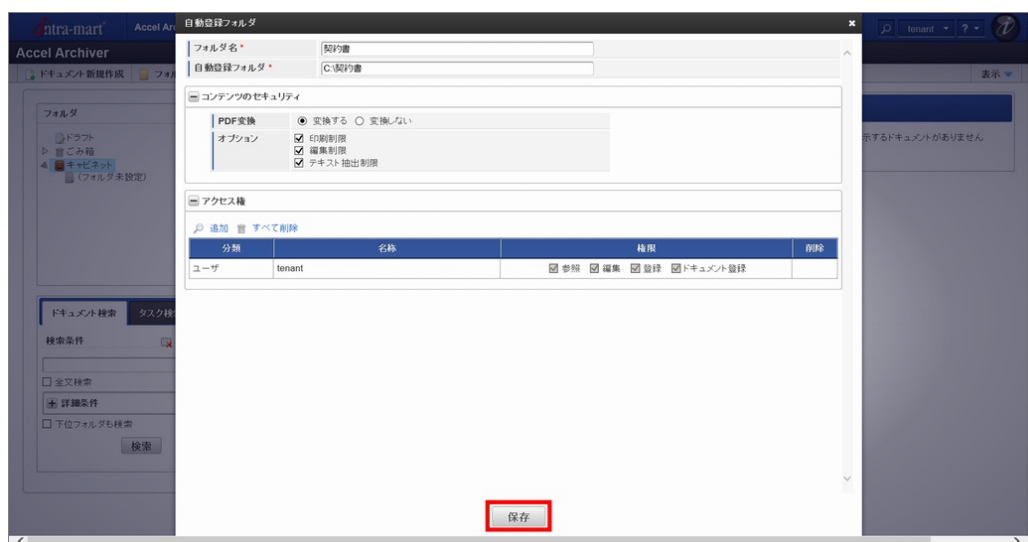 intra-mart
Accel Ar
tenant
?
Accel Archiver
ドキュメント新規作成
フォル
表示
フォルダ
ドラフト
ごみ箱
キャビネット
(フォルダ未設定)
示するドキュメントがありません
ドキュメント検索
タスク検
検索条件
全文検索
詳細条件
下位フォルダも検索
検索
自動登録フォルダ
フォルダ名 *
契約書
自動登録フォルダ *
C:\契約書
コンテンツのセキュリティ
PDF変換 変換する 変換しない
オプション 印刷制限
編集制限
テキスト抽出制限
アクセス権
追加 すべて削除
分類 名称 権限 削除
ユーザ tenant 参照 編集 登録 ドキュメント登録
保存